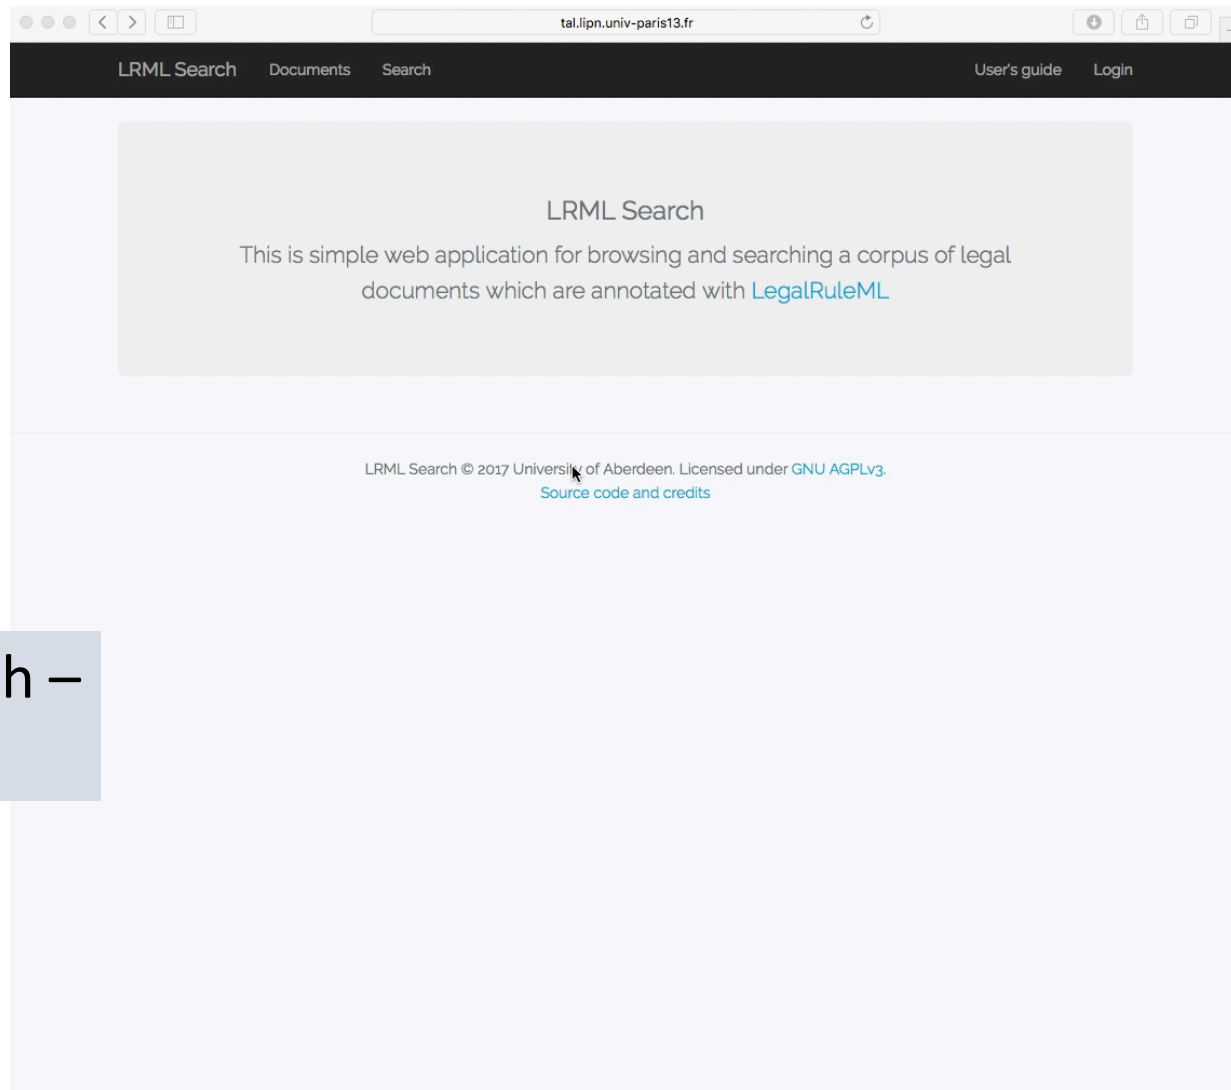 tal.lipn.univ-paris13.fr
LRML Search Documents Search User's guide Login
LRML Search
This is simple web application for browsing and searching a corpus of legal
documents which are annotated with LegalRuleML
LRML Search © 2017 University of Aberdeen. Licensed under GNU AGPLv3.
Source code and credits
h –